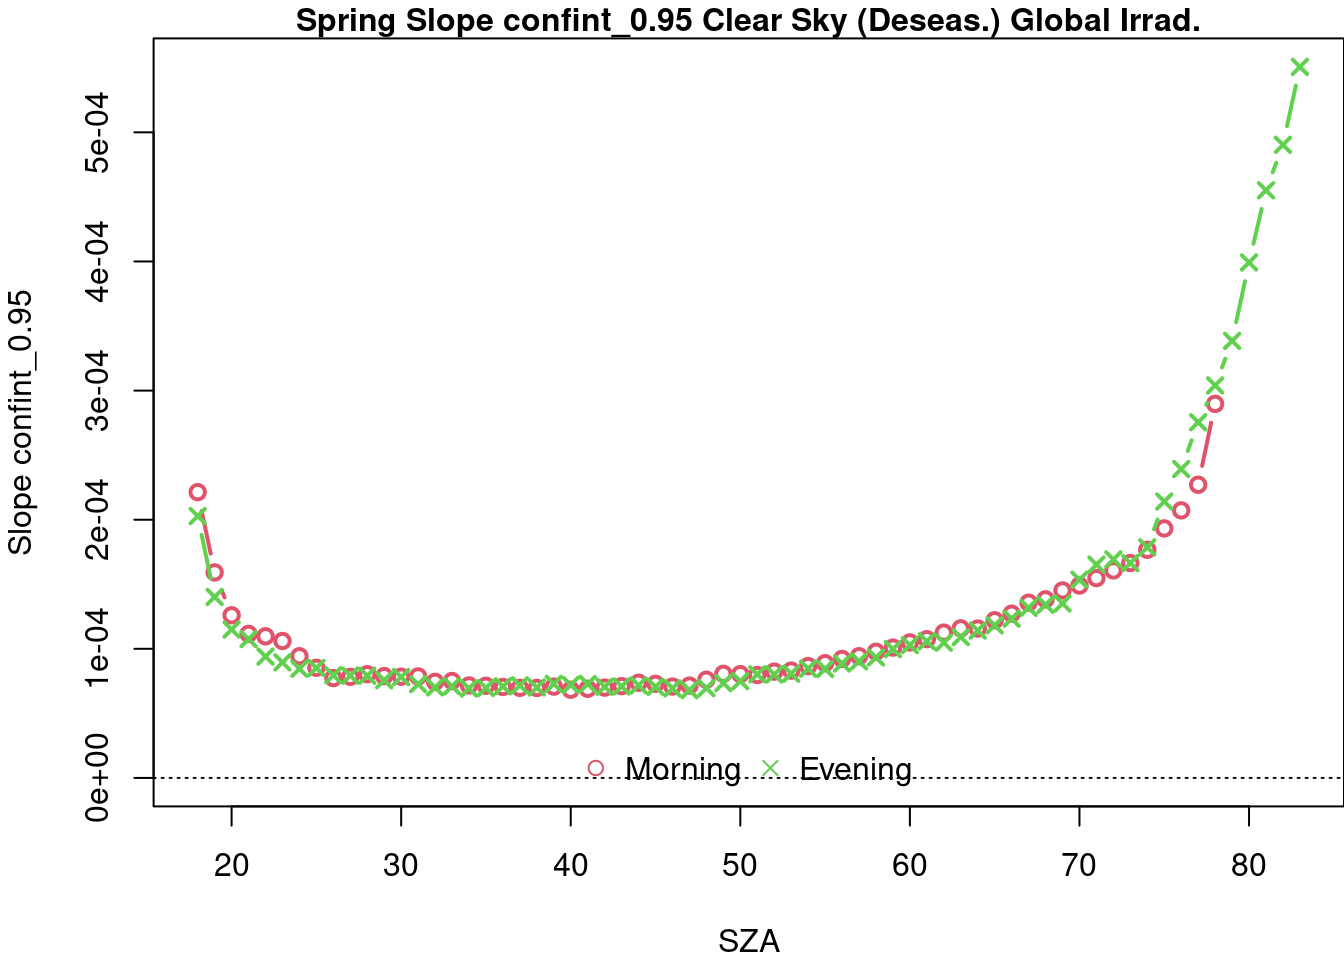 Spring Slope confint_0.95 Clear Sky (Deseas.) Global Irrad.
Slope confint_0.95
5e-04
4e-04
3e-04
2e-04
1e-04
0e+00
Morning Evening
20 30 40 50 60 70 80
SZA